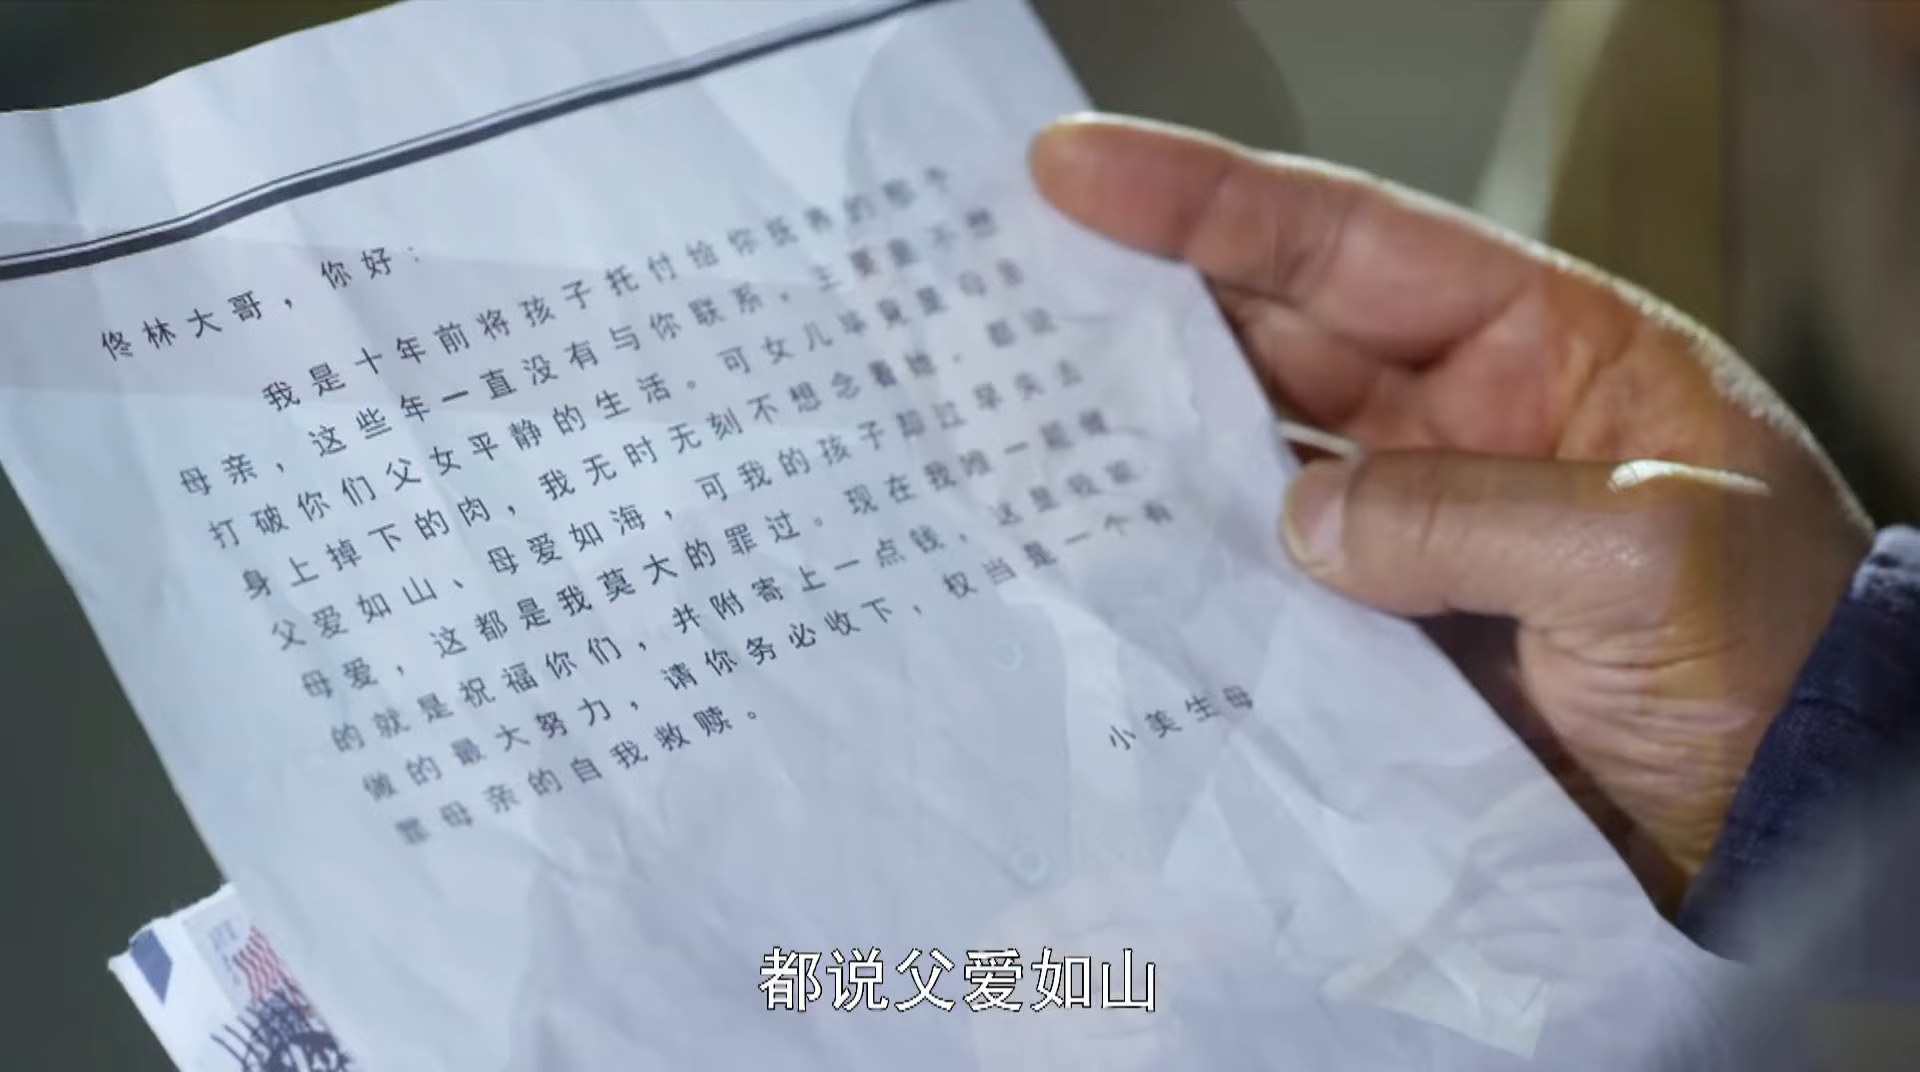 佟林大哥，你好：
我是十年前将孩子托付给你抚养的那个
母亲，这些年一直没有与你联系，主要是不想
打破你们父女平静的生活。可女儿毕竟是母亲
身上掉下的肉，我无时无刻不想念着她。都说
父爱如山、母爱如海，可我的孩子却过早失去
母爱，这都是我莫大的罪过。现在我唯一能做
的就是祝福你们，并附寄上一点钱，这是我能
做的最大努力，请你务必收下，权当是一个有
罪母亲的自我救赎。
小美生母
都说父爱如山